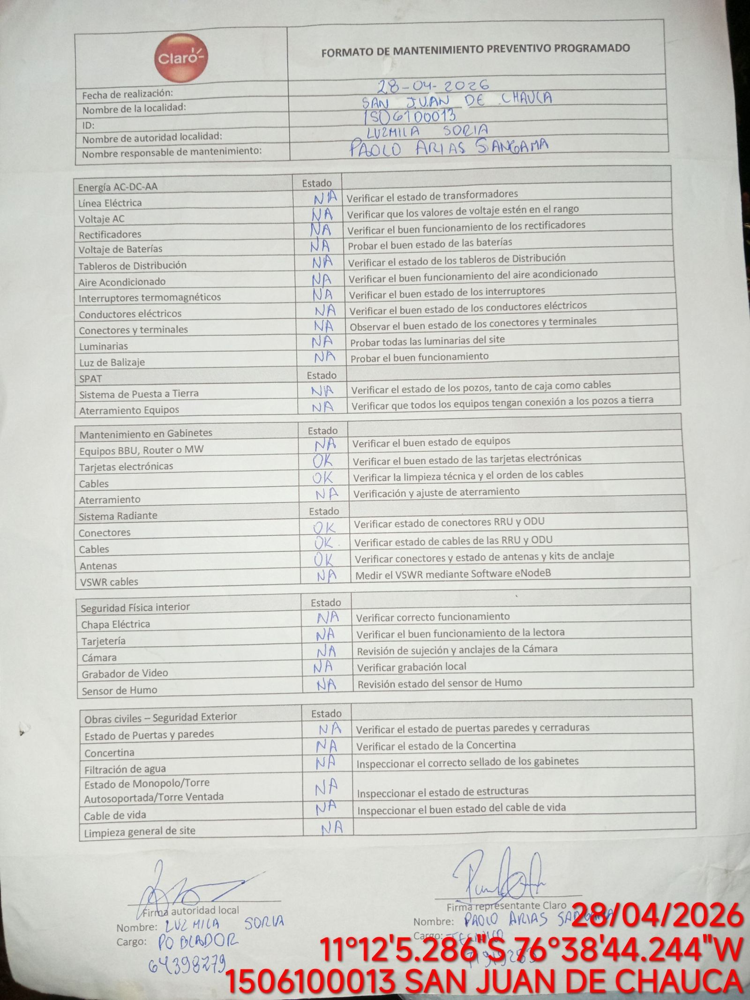 Claro
FORMATO DE MANTENIMIENTO PREVENTIVO PROGRAMADO
Fecha de realización: 28-04-2026
Nombre de la localidad: SAN JUAN DE CHAUCA
ID: 1506100013
Nombre de autoridad localidad: LUZMILA SORIA
Nombre responsable de mantenimiento: PAOLO ARIAS SANGAMA
Energía AC-DC-AA Estado
Línea Eléctrica NA Verificar el estado de transformadores
Voltaje AC NA Verificar que los valores de voltaje estén en el rango
Rectificadores NA Verificar el buen funcionamiento de los rectificadores
Voltaje de Baterías NA Probar el buen estado de las baterías
Tableros de Distribución NA Verificar el estado de los tableros de Distribución
Aire Acondicionado NA Verificar el buen funcionamiento del aire acondicionado
Interruptores termomagnéticos NA Verificar el buen estado de los interruptores
Conductores eléctricos NA Verificar el buen estado de los conductores eléctricos
Conectores y terminales NA Observar el buen estado de los conectores y terminales
Luminarias NA Probar todas las luminarias del site
Luz de Balizaje NA Probar el buen funcionamiento
SPAT Estado
Sistema de Puesta a Tierra NA Verificar el estado de los pozos, tanto de caja como cables
Aterramiento Equipos NA Verificar que todos los equipos tengan conexión a los pozos a tierra
Mantenimiento en Gabinetes Estado
Equipos BBU, Router o MW NA Verificar el buen estado de equipos
Tarjetas electrónicas OK Verificar el buen estado de las tarjetas electrónicas
Cables OK Verificar la limpieza técnica y el orden de los cables
Aterramiento NA Verificación y ajuste de aterramiento
Sistema Radiante Estado
Conectores OK Verificar estado de conectores RRU y ODU
Cables OK. Verificar estado de cables de las RRU y ODU
Antenas OK Verificar conectores y estado de antenas y kits de anclaje
VSWR cables NA Medir el VSWR mediante Software eNodeB
Seguridad Física interior Estado
Chapa Eléctrica NA Verificar correcto funcionamiento
Tarjetería NA Verificar el buen funcionamiento de la lectora
Cámara NA Revisión de sujeción y anclajes de la Cámara
Grabador de Video NA Verificar grabación local
Sensor de Humo NA Revisión estado del sensor de Humo
Obras civiles – Seguridad Exterior Estado
Estado de Puertas y paredes NA Verificar el estado de puertas paredes y cerraduras
Concertina NA Verificar el estado de la Concertina
Filtración de agua NA Inspeccionar el correcto sellado de los gabinetes
Estado de Monopolo/Torre
Autosoportada/Torre Ventada NA Inspeccionar el estado de estructuras
Cable de vida NA Inspeccionar el buen estado del cable de vida
Limpieza general de site NA
Firma autoridad local Firma representante Claro
Nombre: LUZMILA SORIA Nombre: PAOLO ARIAS SANGAMA
Cargo: POBLADOR Cargo: TECNICO
64398279
28/04/2026
11°12'5.286"S 76°38'44.244"W
1506100013 SAN JUAN DE CHAUCA